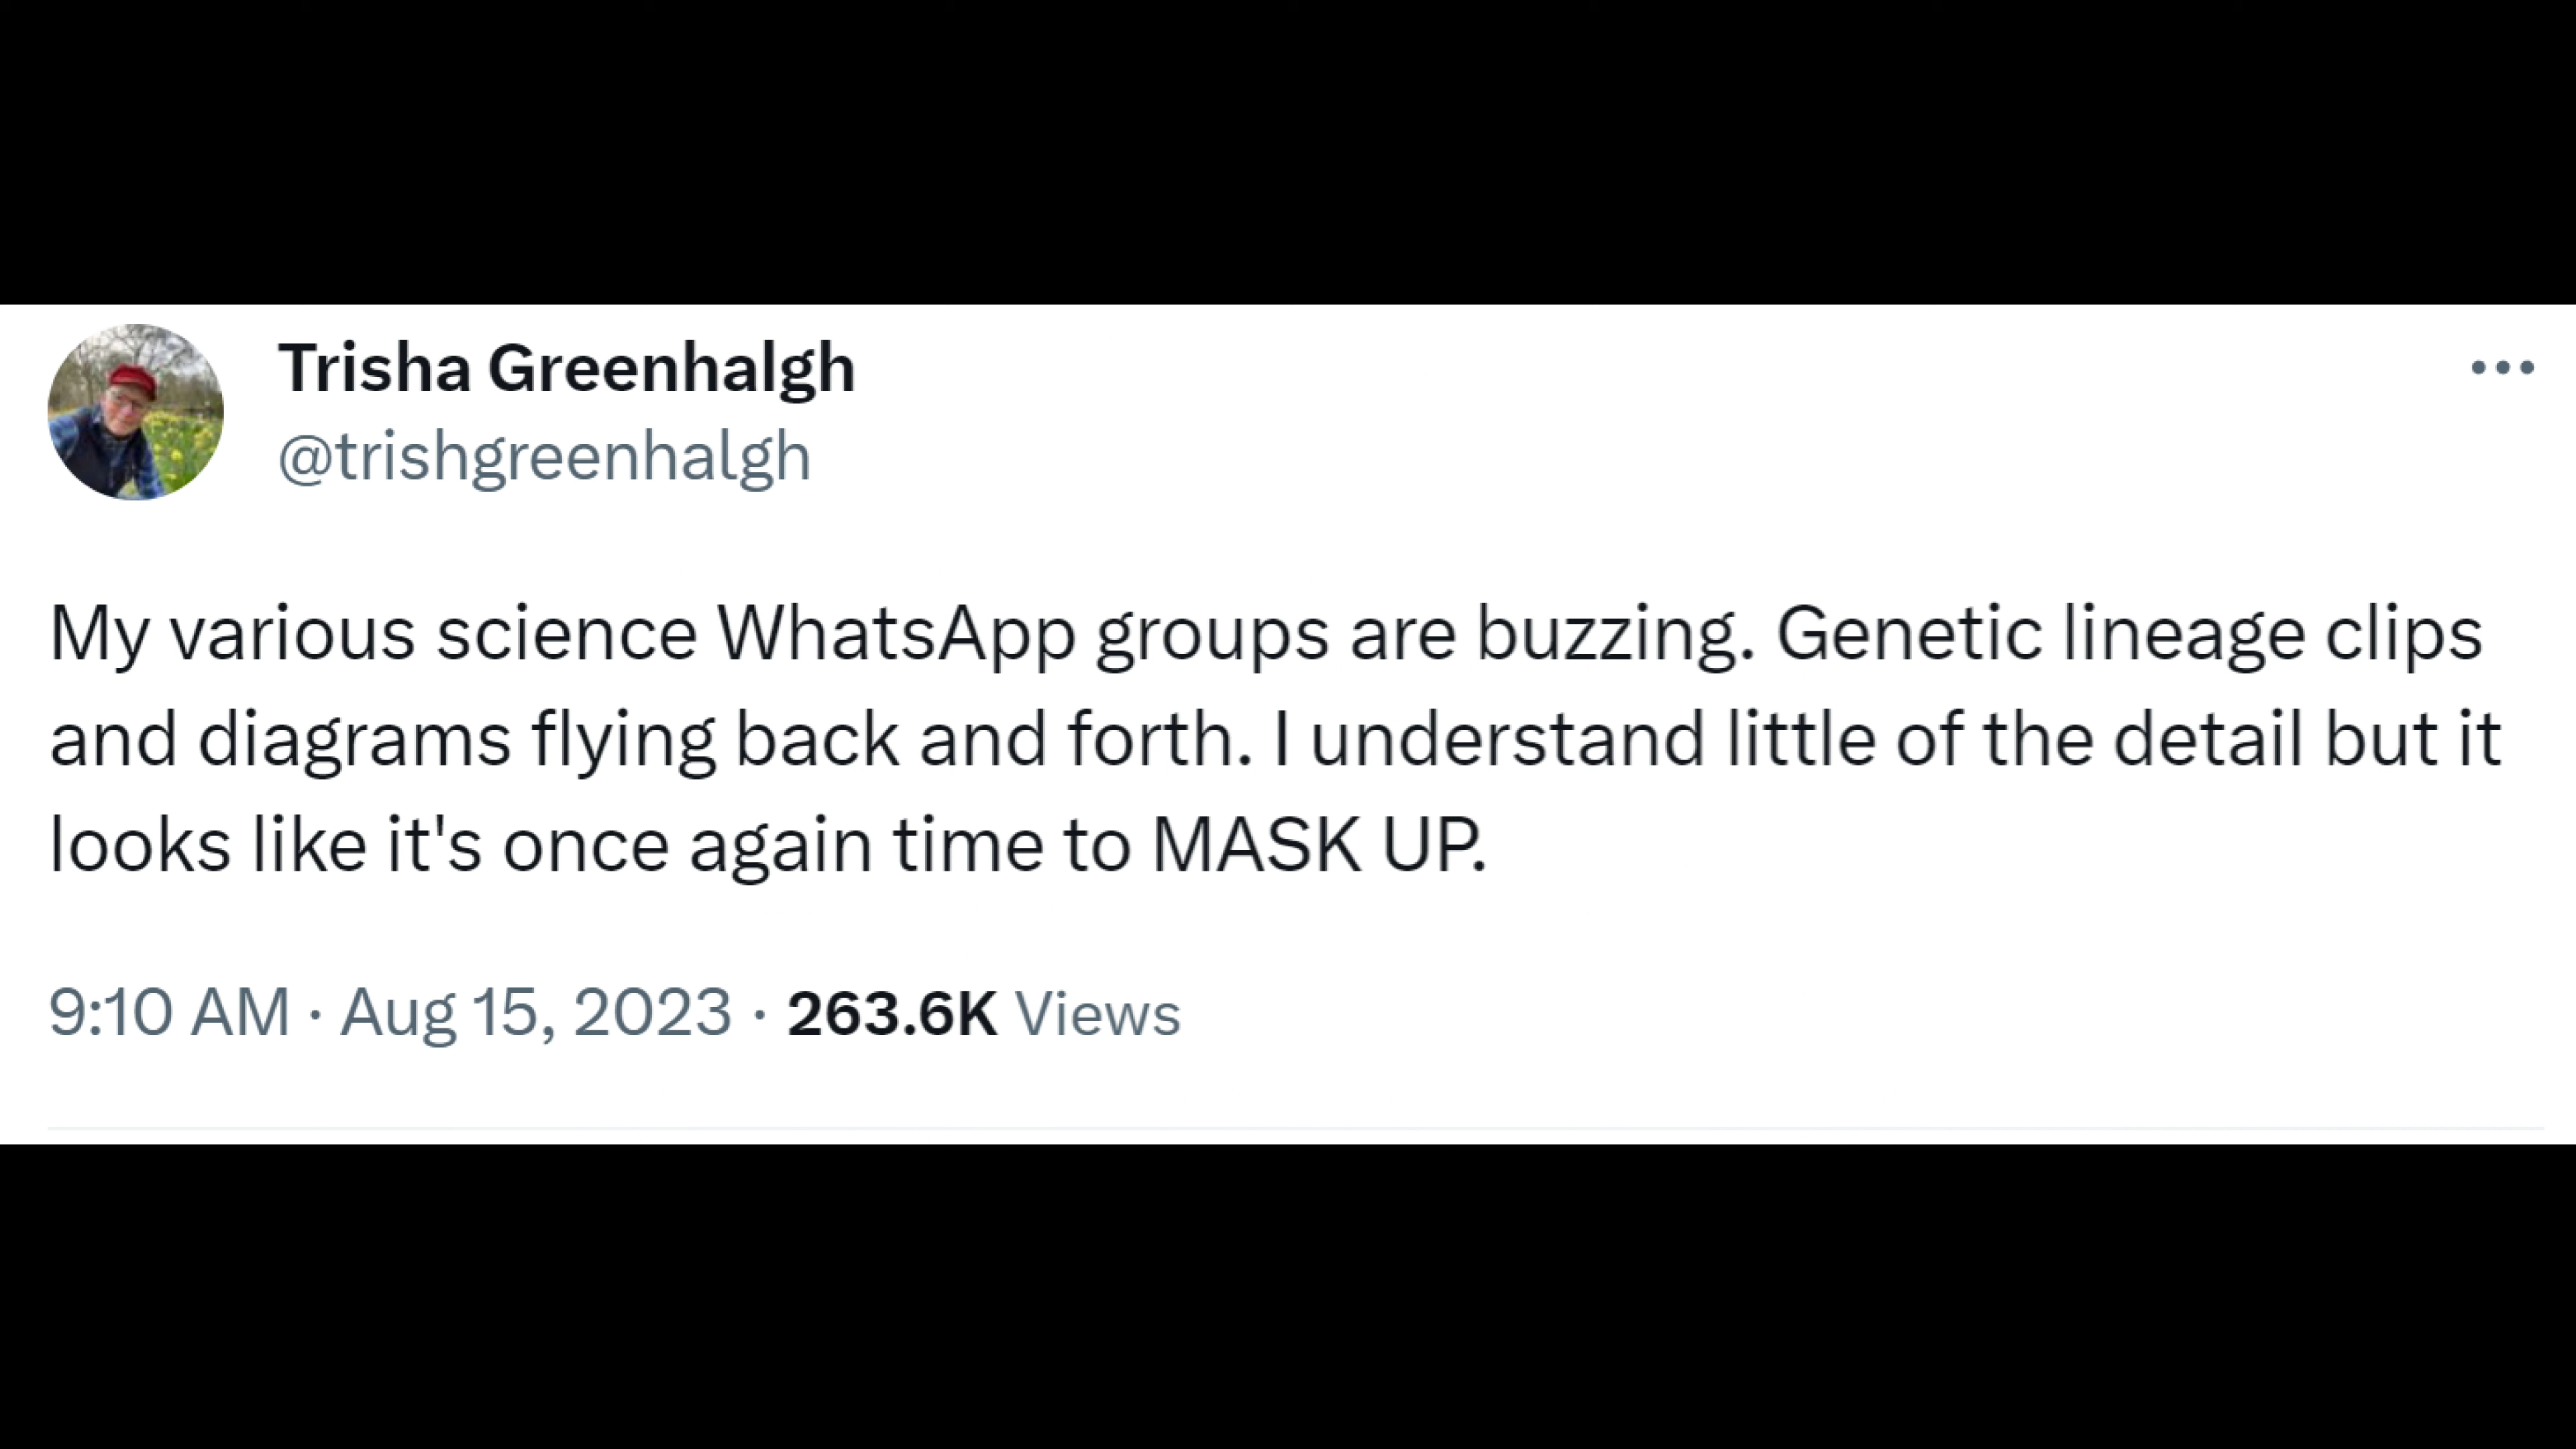 Trisha Greenhalgh
@trishgreenhalgh
My various science WhatsApp groups are buzzing. Genetic lineage clips
and diagrams flying back and forth. I understand little of the detail but it
looks like it's once again time to MASK UP.
9:10 AM · Aug 15, 2023 · 263.6K Views